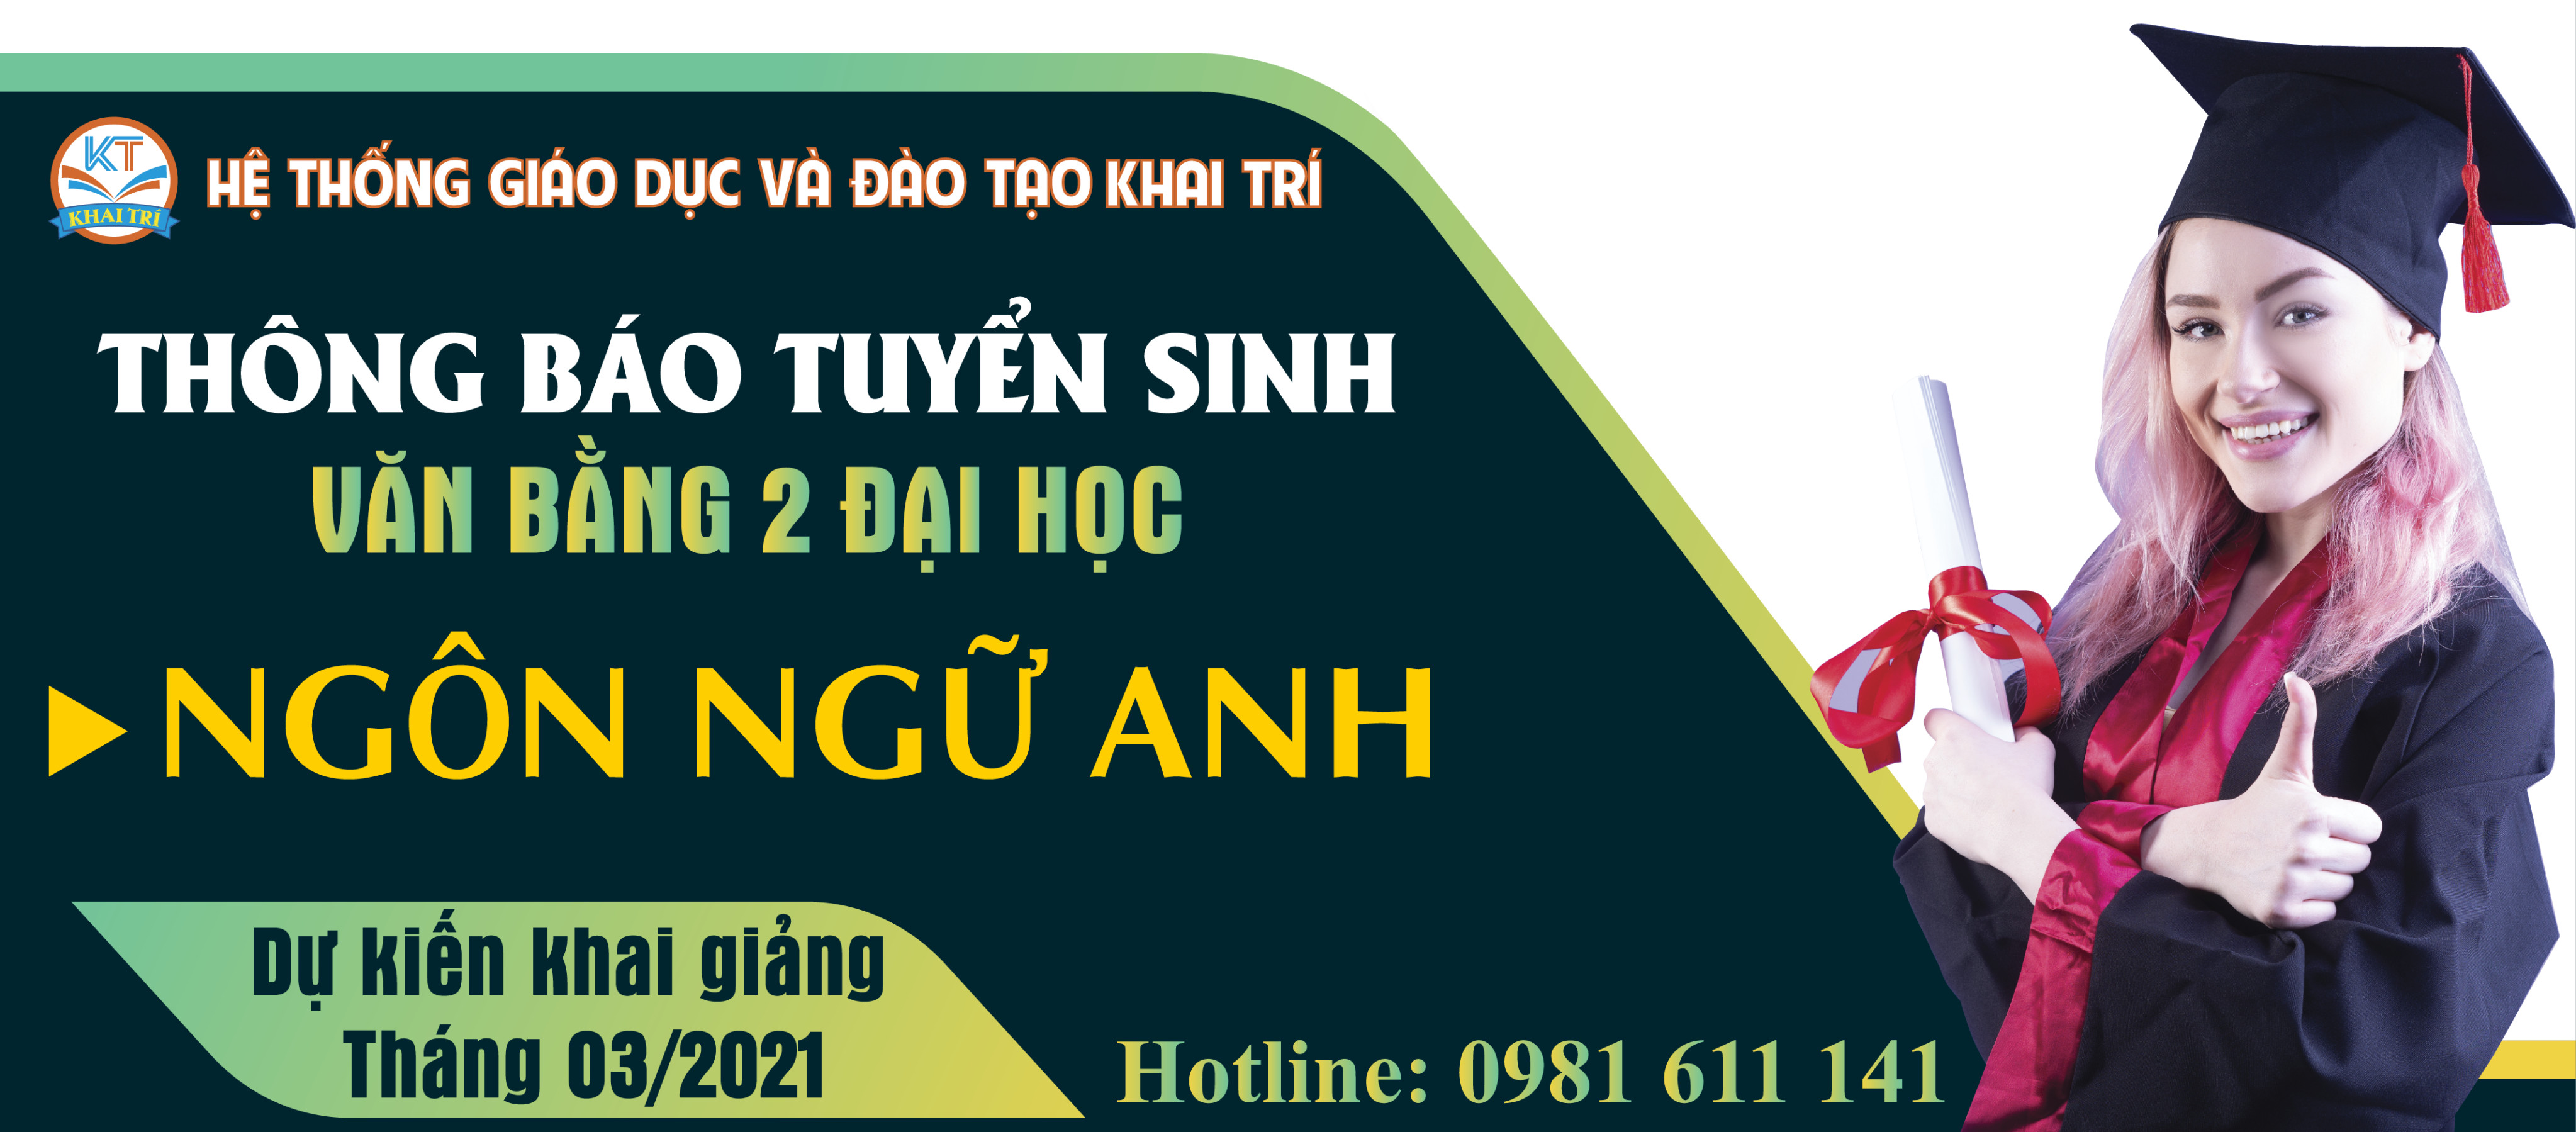 KT
KHAI TRÍ
HỆ THỐNG GIÁO DỤC VÀ ĐÀO TẠO KHAI TRÍ
THÔNG BÁO TUYỂN SINH
VĂN BẰNG 2 ĐẠI HỌC
NGÔN NGỮ ANH
Dự kiến khai giảng
Tháng 03/2021
Hotline: 0981 611 141